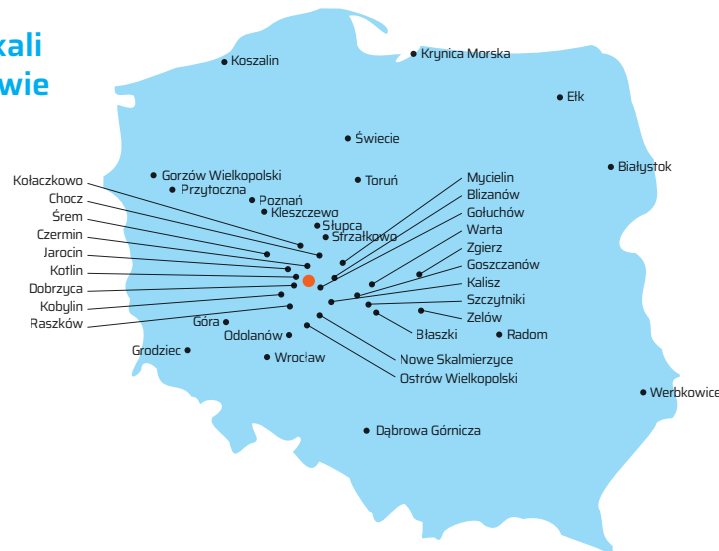 kali
wie
Koszalin
Krynica Morska
Ełk
Świecie
Białystok
Gorzów Wielkopolski
Przytoczna
Toruń
Poznań
Kleszczewo
Słupca
Strzałkowo
Kołaczkowo
Chocz
Śrem
Czermin
Jarocin
Kotlin
Dobrzyca
Kobylin
Raszków
Mycielin
Blizanów
Gołuchów
Warta
Zgierz
Goszczanów
Kalisz
Szczytniki
Zelów
Błaszki
Radom
Góra
Odolanów
Grodziec
Wrocław
Nowe Skalmierzyce
Ostrów Wielkopolski
Werbkowice
Dąbrowa Górnicza